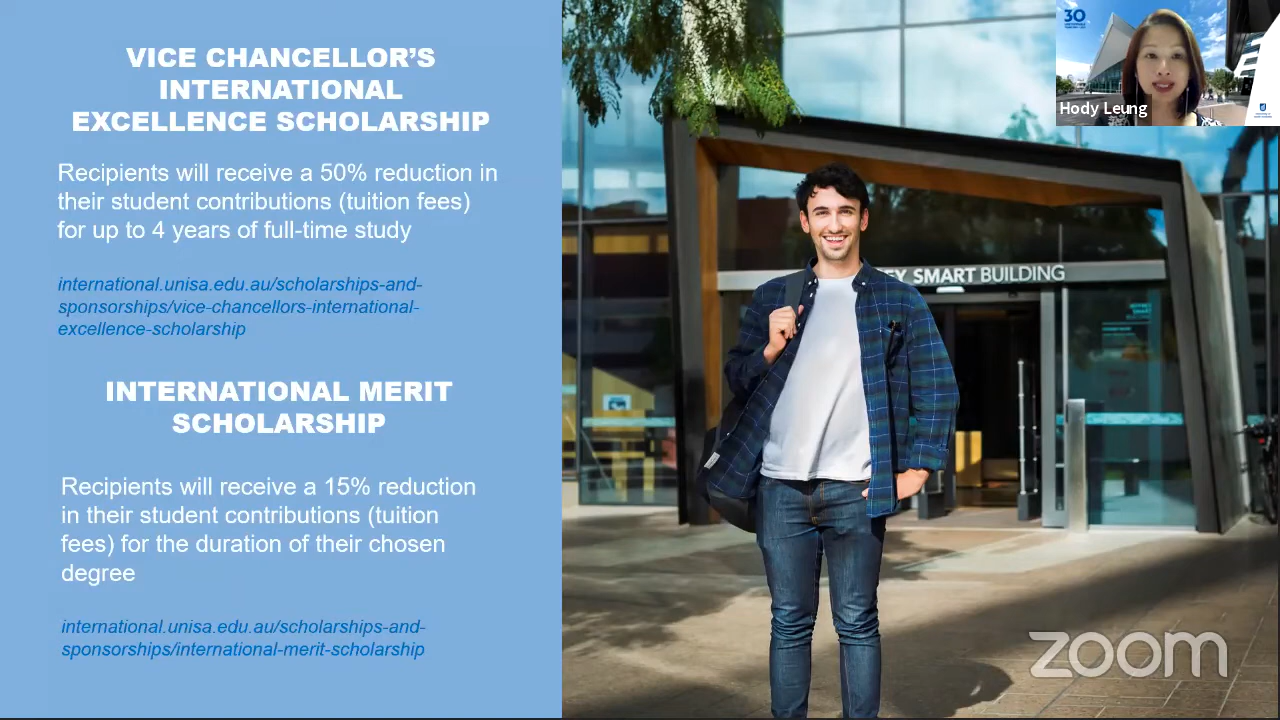 VICE CHANCELLOR’S
INTERNATIONAL
EXCELLENCE SCHOLARSHIP
Recipients will receive a 50% reduction in
their student contributions (tuition fees)
for up to 4 years of full-time study
international.unisa.edu.au/scholarships-and-
sponsorships/vice-chancellors-international-
excellence-scholarship
INTERNATIONAL MERIT
SCHOLARSHIP
Recipients will receive a 15% reduction
in their student contributions (tuition
fees) for the duration of their chosen
degree
international.unisa.edu.au/scholarships-and-
sponsorships/international-merit-scholarship
30
Hody Leung
SMART BUILDING
zoom